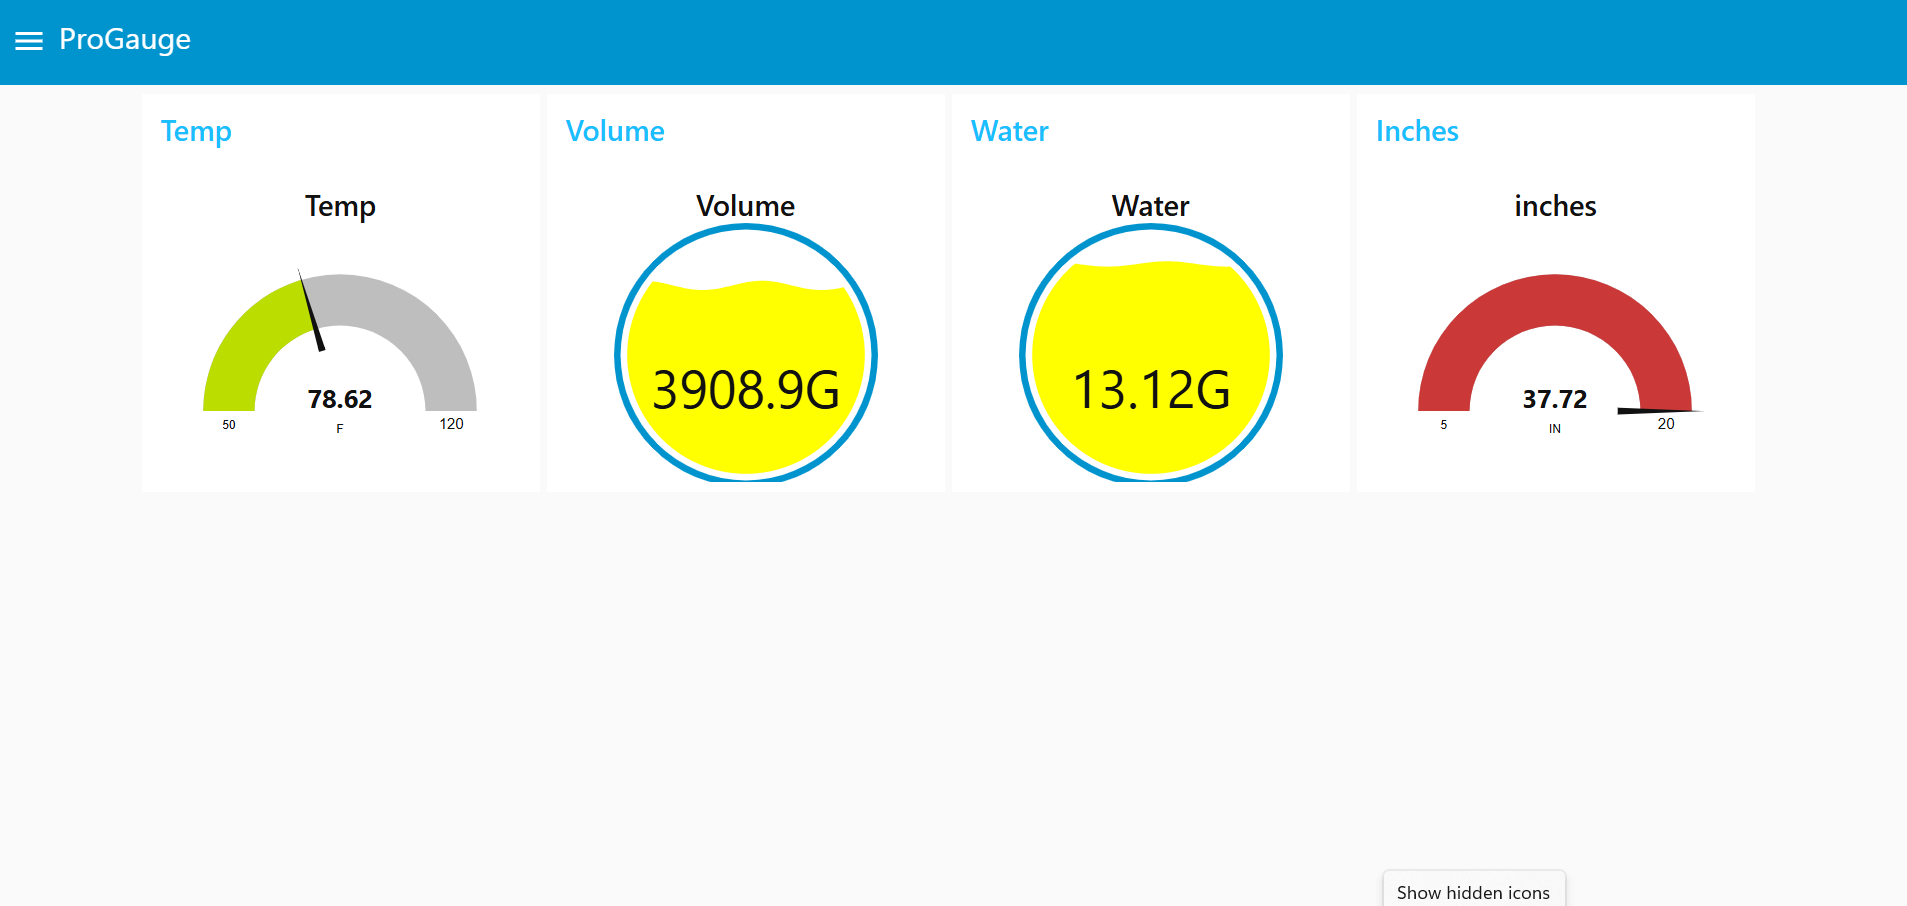 ProGauge
Temp
Temp
78.62
50
F
120
Volume
Volume
3908.9G
Water
Water
13.12G
Inches
inches
37.72
5
IN
20
Show hidden icons